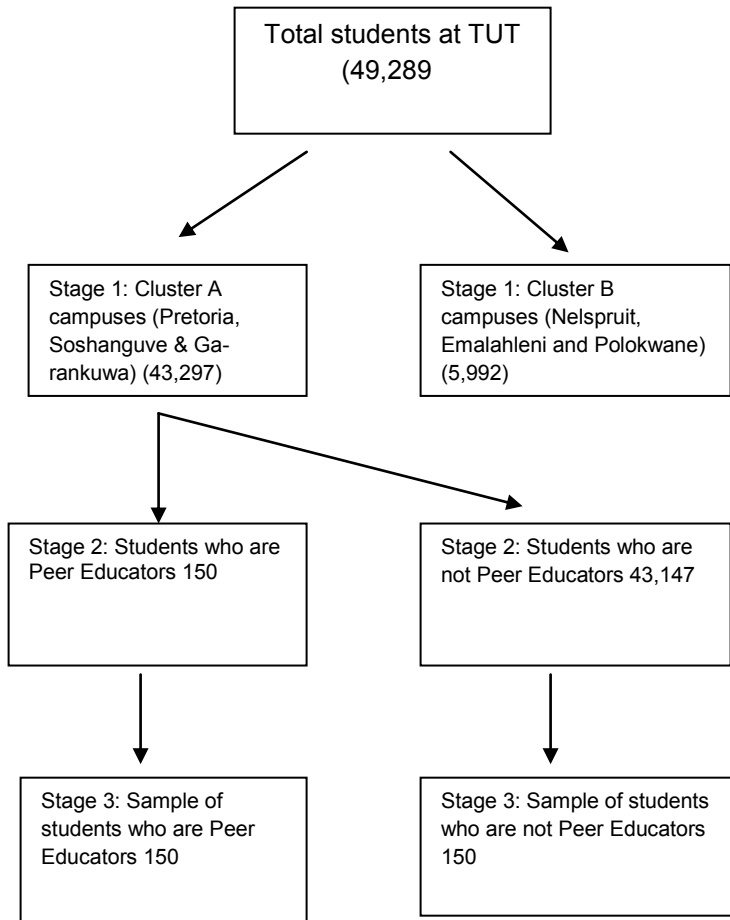 Total students at TUT
(49,289
Stage 1: Cluster A
campuses (Pretoria,
Soshanguve & Ga-
rankuwa) (43,297)
Stage 1: Cluster B
campuses (Nelspruit,
Emalahleni and Polokwane)
(5,992)
Stage 2: Students who are
Peer Educators 150
Stage 2: Students who are
not Peer Educators 43,147
Stage 3: Sample of
students who are Peer
Educators 150
Stage 3: Sample of students
who are not Peer Educators
150